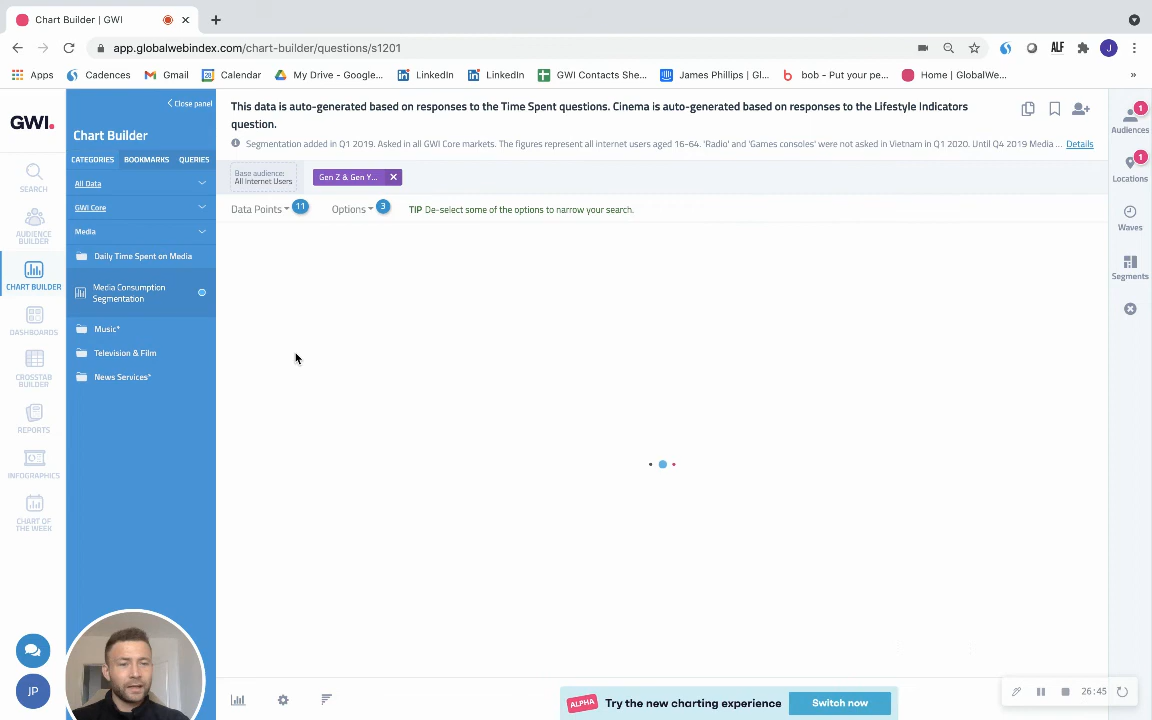 Chart Builder | GWI
app.globalwebindex.com/chart-builder/questions/s1201
ALF
J
Apps
Cadences
Gmail
Calendar
My Drive - Google...
LinkedIn
LinkedIn
GWI Contacts She...
James Phillips | Gl...
bob - Put your pe...
Home | GlobalWe...
»
GWI.
SEARCH
AUDIENCE
BUILDER
CHART BUILDER
DASHBOARDS
CROSSTAB
BUILDER
REPORTS
INFOGRAPHICS
CHART OF
THE WEEK
JP
Close panel
Chart Builder
CATEGORIES
BOOKMARKS
QUERIES
All Data
GWI Core
Media
Daily Time Spent on Media
Media Consumption
Segmentation
Music*
Television & Film
News Services*
This data is auto-generated based on responses to the Time Spent questions. Cinema is auto-generated based on responses to the Lifestyle Indicators
question.
Segmentation added in Q1 2019. Asked in all GWI Core markets. The figures represent all internet users aged 16-64. 'Radio' and 'Games consoles' were not asked in Vietnam in Q1 2020. Until Q4 2019 Media ... Details
Base audience:
All Internet Users
Gen Z & Gen Y...
Data Points 11
Options 3
TIP De-select some of the options to narrow your search.
1
Audiences
1
Locations
Waves
Segments
ALPHA
Try the new charting experience
Switch now
26:45